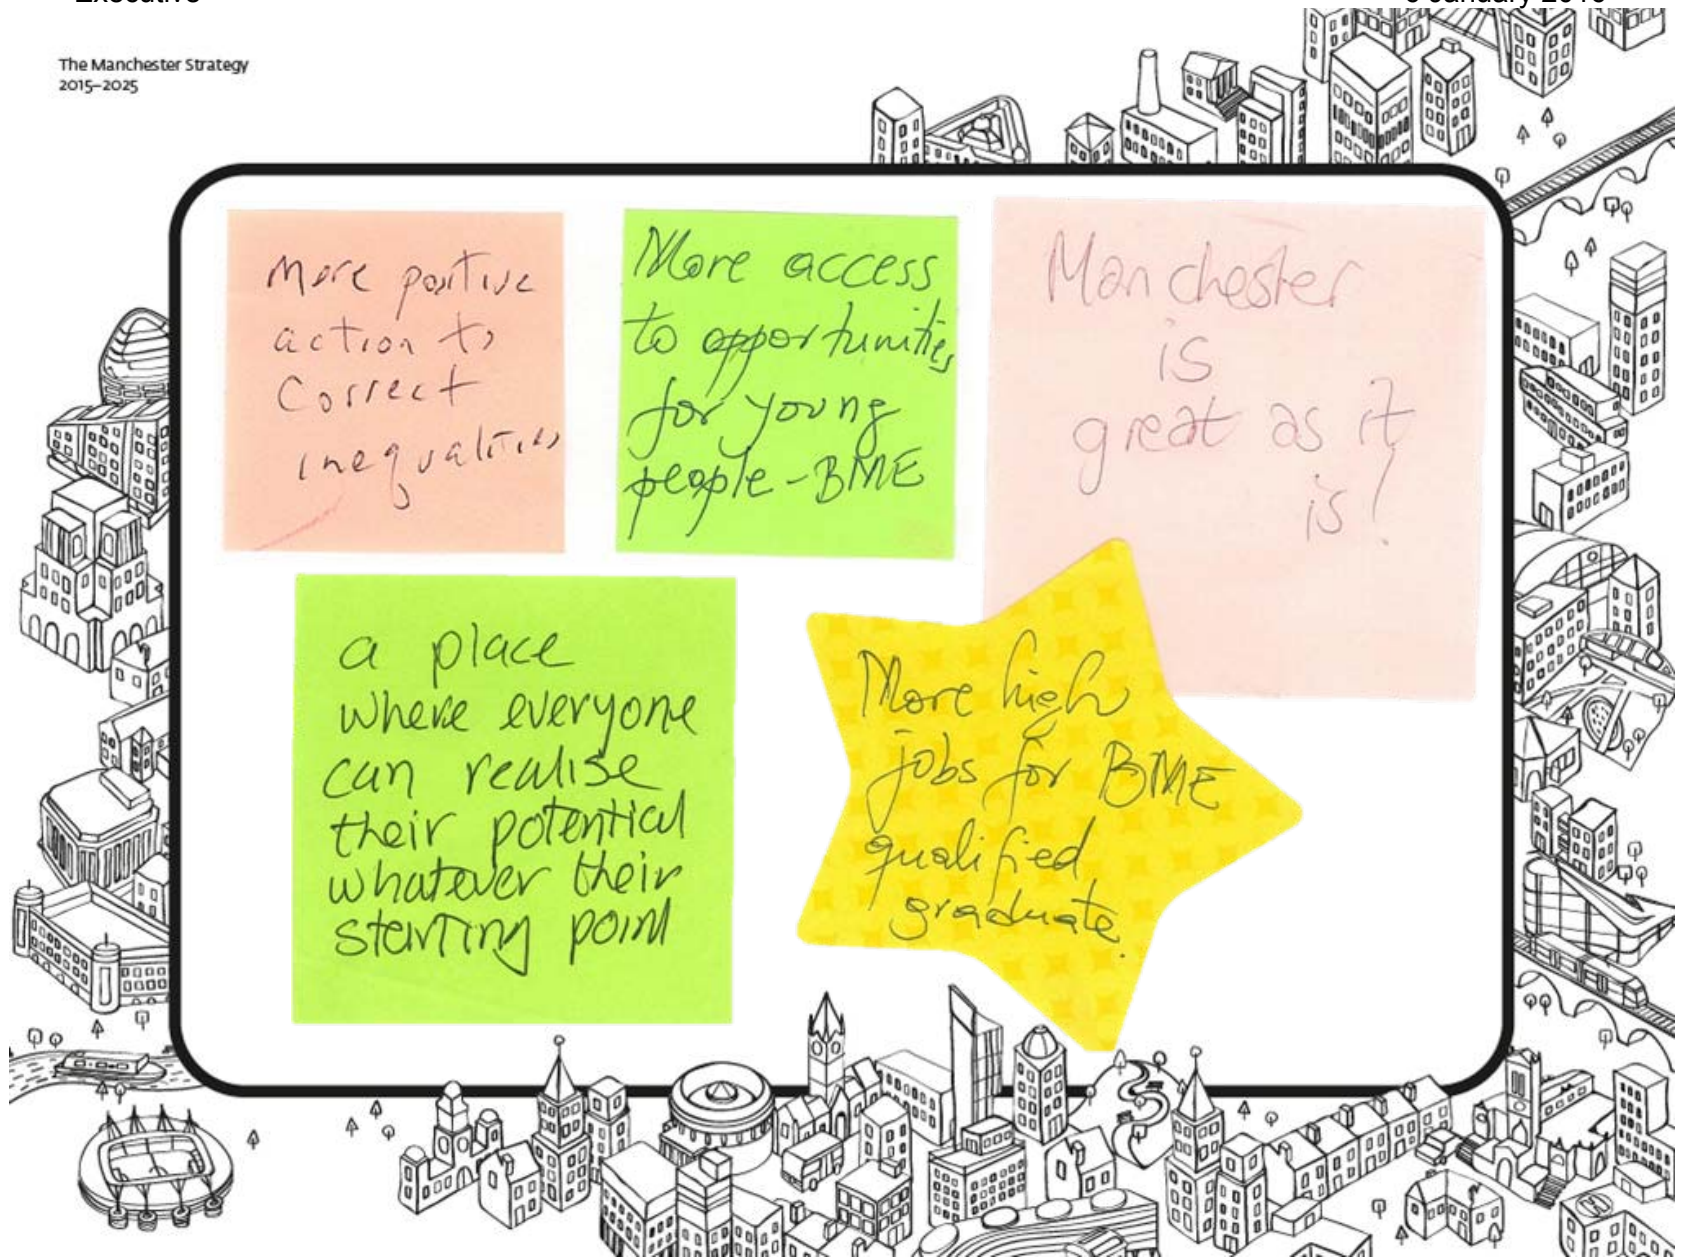 Executive
The Manchester Strategy
2015–2025
More positive
action to
Correct
inequalities
More access
to opportunities
for young
people - BME
Manchester
is
great as it
is!
a place
where everyone
can realise
their potential
whatever their
starting point
More high
jobs for BME
qualified
graduate.